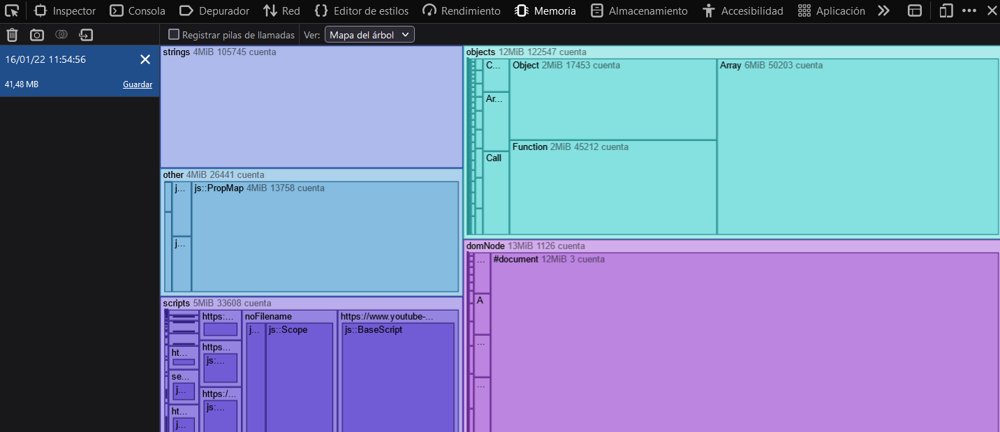 Inspector Consola Depurador Red Editor de estilos Rendimiento Memoria Almacenamiento Accesibilidad Aplicación
Registrar pilas de llamadas Ver: Mapa del árbol
16/01/22 11:54:56
41,48 MB Guardar
strings 4MiB 105745 cuenta
other 4MiB 26441 cuenta
j... js::PropMap 4MiB 13758 cuenta
j...
scripts 5MiB 33608 cuenta
https:... noFilename https://www.youtube-...
j... js::Scope js::BaseScript
ht... https...
js:...
se...
j... https:/...
ht... js:...
j...
objects 12MiB 122547 cuenta
C... Object 2MiB 17453 cuenta Array 6MiB 50203 cuenta
Ar...
Function 2MiB 45212 cuenta
Call
domNode 13MiB 1126 cuenta
... #document 12MiB 3 cuenta
A
...
...